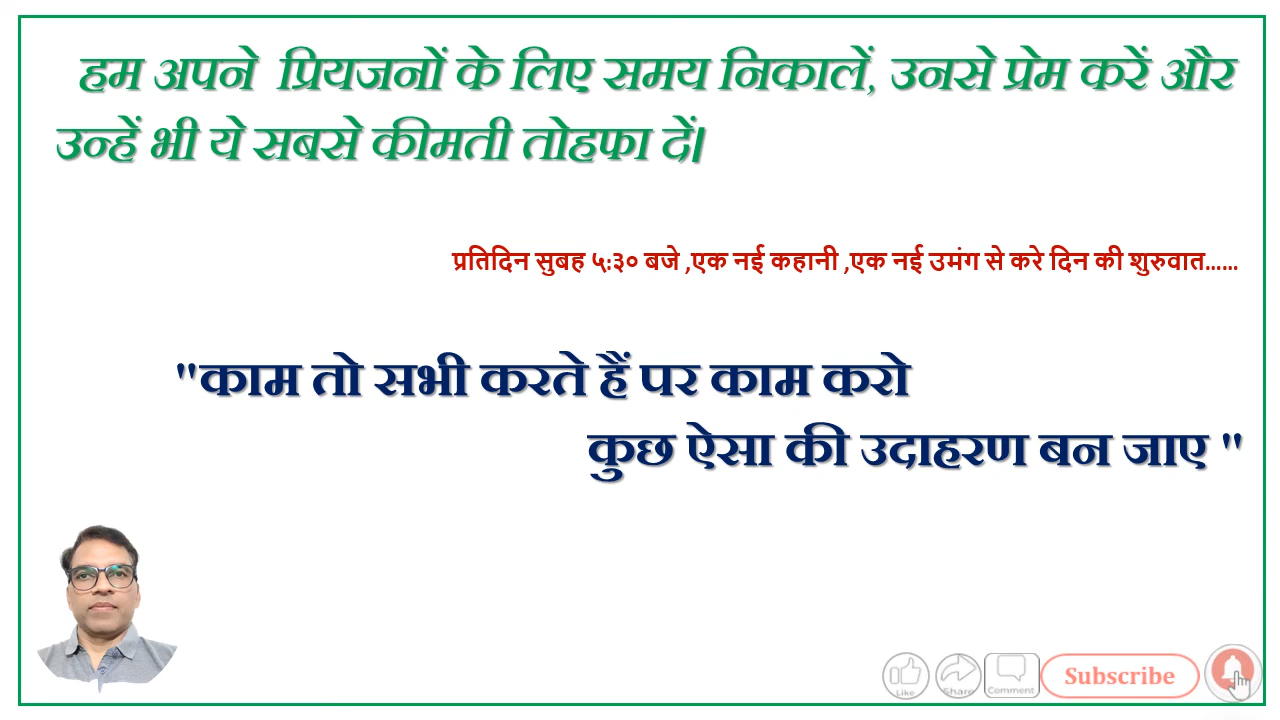 हम अपने प्रियजनों के लिए समय निकालें, उनसे प्रेम करें और
उन्हें भी ये सबसे कीमती तोहफा दें।
प्रतिदिन सुबह ५:३० बजे ,एक नई कहानी ,एक नई उमंग से करे दिन की शुरुवात......
"काम तो सभी करते हैं पर काम करो
कुछ ऐसा की उदाहरण बन जाए "
Like
Share
Comment
Subscribe